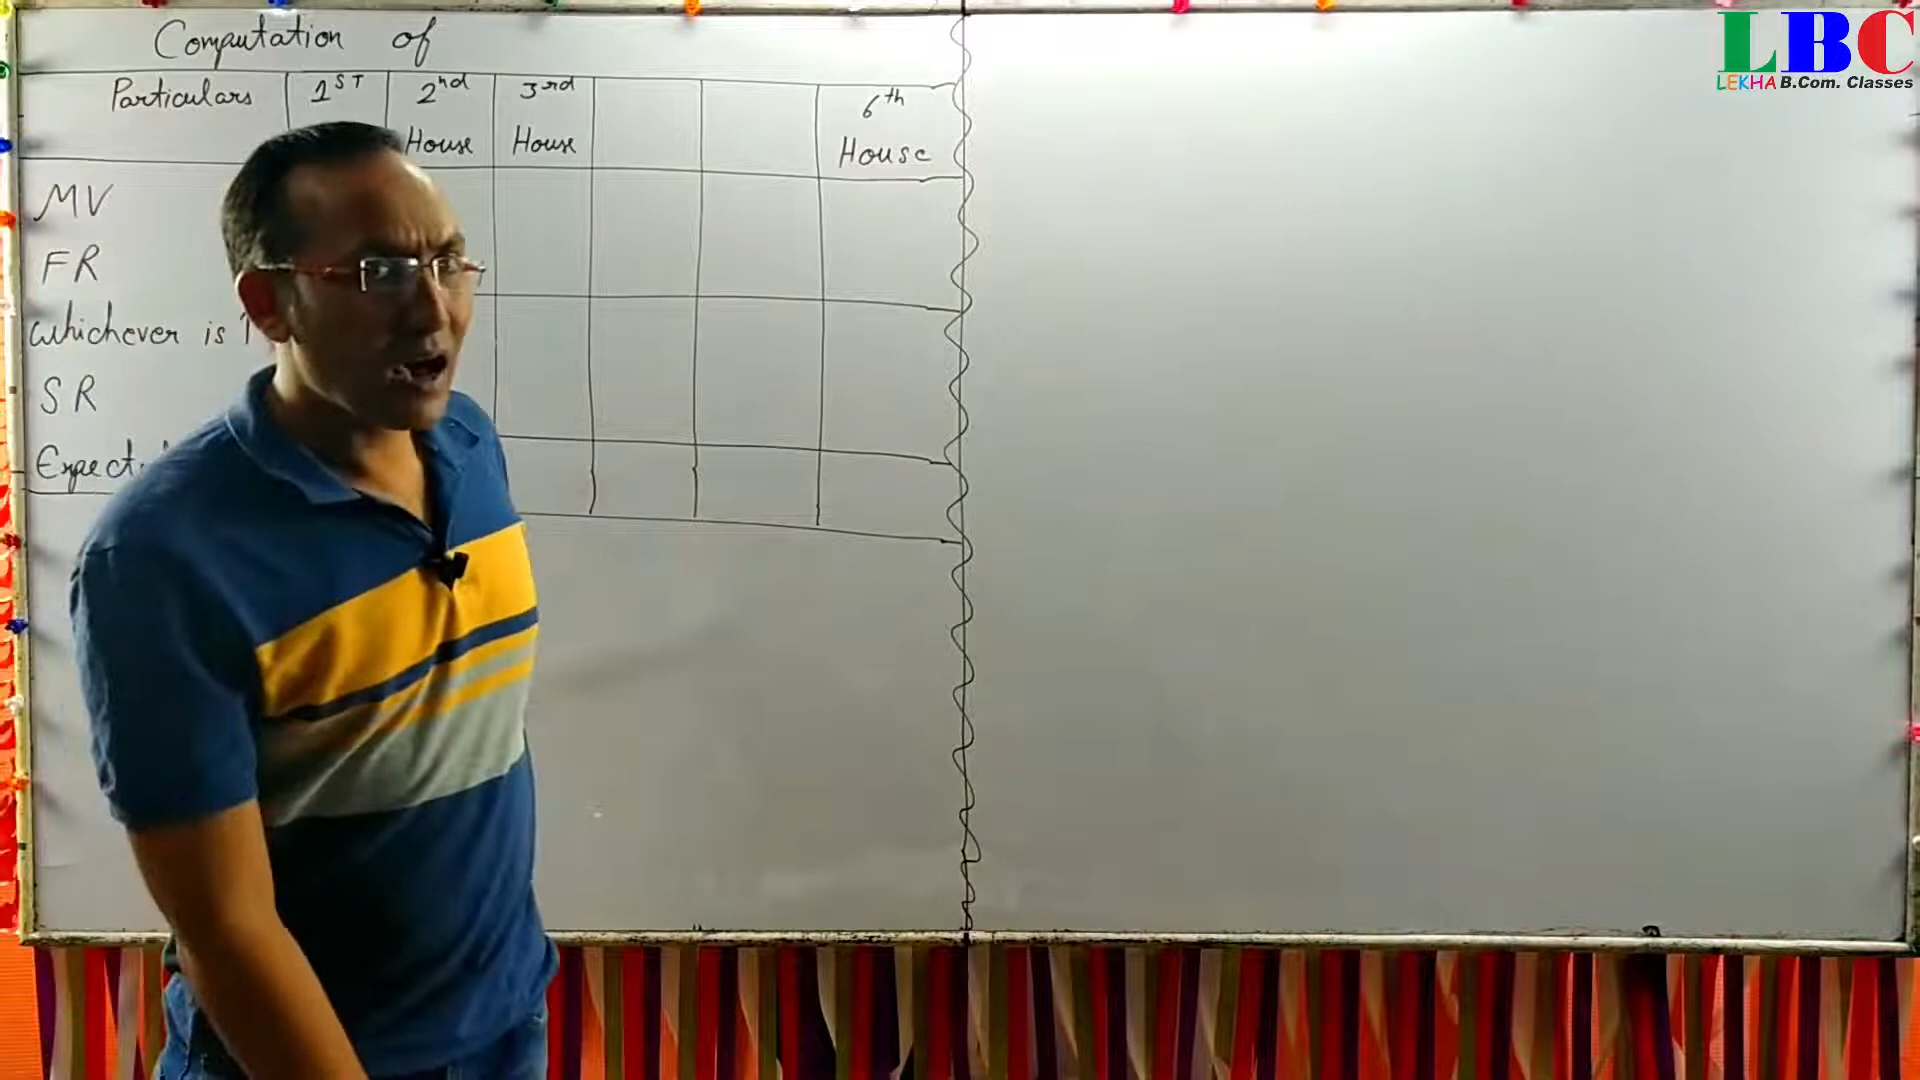 LBC
LEKHA B.Com. Classes
Computation of
Particulars 1ST 2nd 3rd 6th
House House House
MV
FR
whichever is
SR